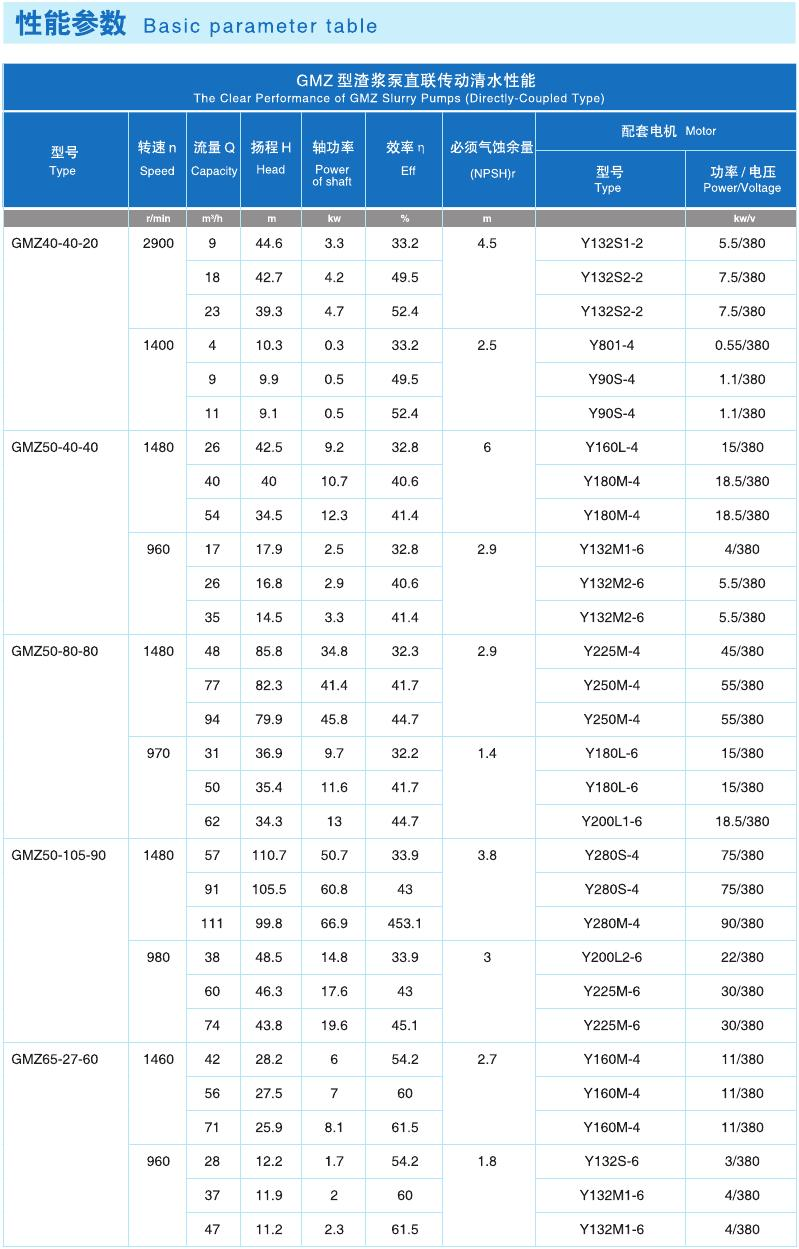 性能参数 Basic parameter table
GMZ 型渣浆泵直联传动清水性能
The Clear Performance of GMZ Slurry Pumps (Directly-Coupled Type)
型号 转速 n 流量 Q 扬程 H 轴功率 效率 η 必须气蚀余量 配套电机 Motor
Type Speed Capacity Head Power of shaft Eff (NPSH)r 型号 Type 功率 / 电压 Power/Voltage
r/min m³/h m kw % m kw/v
GMZ40-40-20 2900 9 44.6 3.3 33.2 4.5 Y132S1-2 5.5/380
18 42.7 4.2 49.5 Y132S2-2 7.5/380
23 39.3 4.7 52.4 Y132S2-2 7.5/380
1400 4 10.3 0.3 33.2 2.5 Y801-4 0.55/380
9 9.9 0.5 49.5 Y90S-4 1.1/380
11 9.1 0.5 52.4 Y90S-4 1.1/380
GMZ50-40-40 1480 26 42.5 9.2 32.8 6 Y160L-4 15/380
40 40 10.7 40.6 Y180M-4 18.5/380
54 34.5 12.3 41.4 Y180M-4 18.5/380
960 17 17.9 2.5 32.8 2.9 Y132M1-6 4/380
26 16.8 2.9 40.6 Y132M2-6 5.5/380
35 14.5 3.3 41.4 Y132M2-6 5.5/380
GMZ50-80-80 1480 48 85.8 34.8 32.3 2.9 Y225M-4 45/380
77 82.3 41.4 41.7 Y250M-4 55/380
94 79.9 45.8 44.7 Y250M-4 55/380
970 31 36.9 9.7 32.2 1.4 Y180L-6 15/380
50 35.4 11.6 41.7 Y180L-6 15/380
62 34.3 13 44.7 Y200L1-6 18.5/380
GMZ50-105-90 1480 57 110.7 50.7 33.9 3.8 Y280S-4 75/380
91 105.5 60.8 43 Y280S-4 75/380
111 99.8 66.9 453.1 Y280M-4 90/380
980 38 48.5 14.8 33.9 3 Y200L2-6 22/380
60 46.3 17.6 43 Y225M-6 30/380
74 43.8 19.6 45.1 Y225M-6 30/380
GMZ65-27-60 1460 42 28.2 6 54.2 2.7 Y160M-4 11/380
56 27.5 7 60 Y160M-4 11/380
71 25.9 8.1 61.5 Y160M-4 11/380
960 28 12.2 1.7 54.2 1.8 Y132S-6 3/380
37 11.9 2 60 Y132M1-6 4/380
47 11.2 2.3 61.5 Y132M1-6 4/380